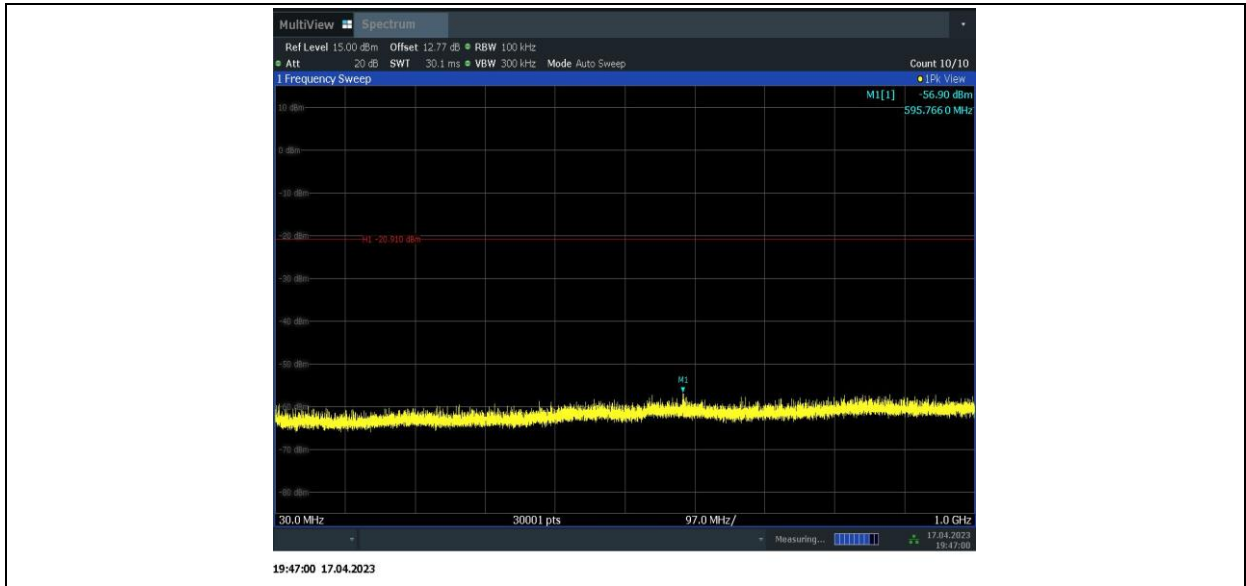 MultiView Spectrum
Ref Level 15.00 dBm Offset 12.77 dB RBW 100 kHz
Att 20 dB SWT 30.1 ms VBW 300 kHz Mode Auto Sweep Count 10/10
1 Frequency Sweep 1Pk View
M1[1] -56.90 dBm
595.766 0 MHz
10 dBm
0 dBm
-10 dBm
-20 dBm
H1 -20.910 dBm
-30 dBm
-40 dBm
-50 dBm
M1
-60 dBm
-70 dBm
-80 dBm
30.0 MHz 30001 pts 97.0 MHz/ 1.0 GHz
Measuring... 17.04.2023
19:47:00
19:47:00 17.04.2023